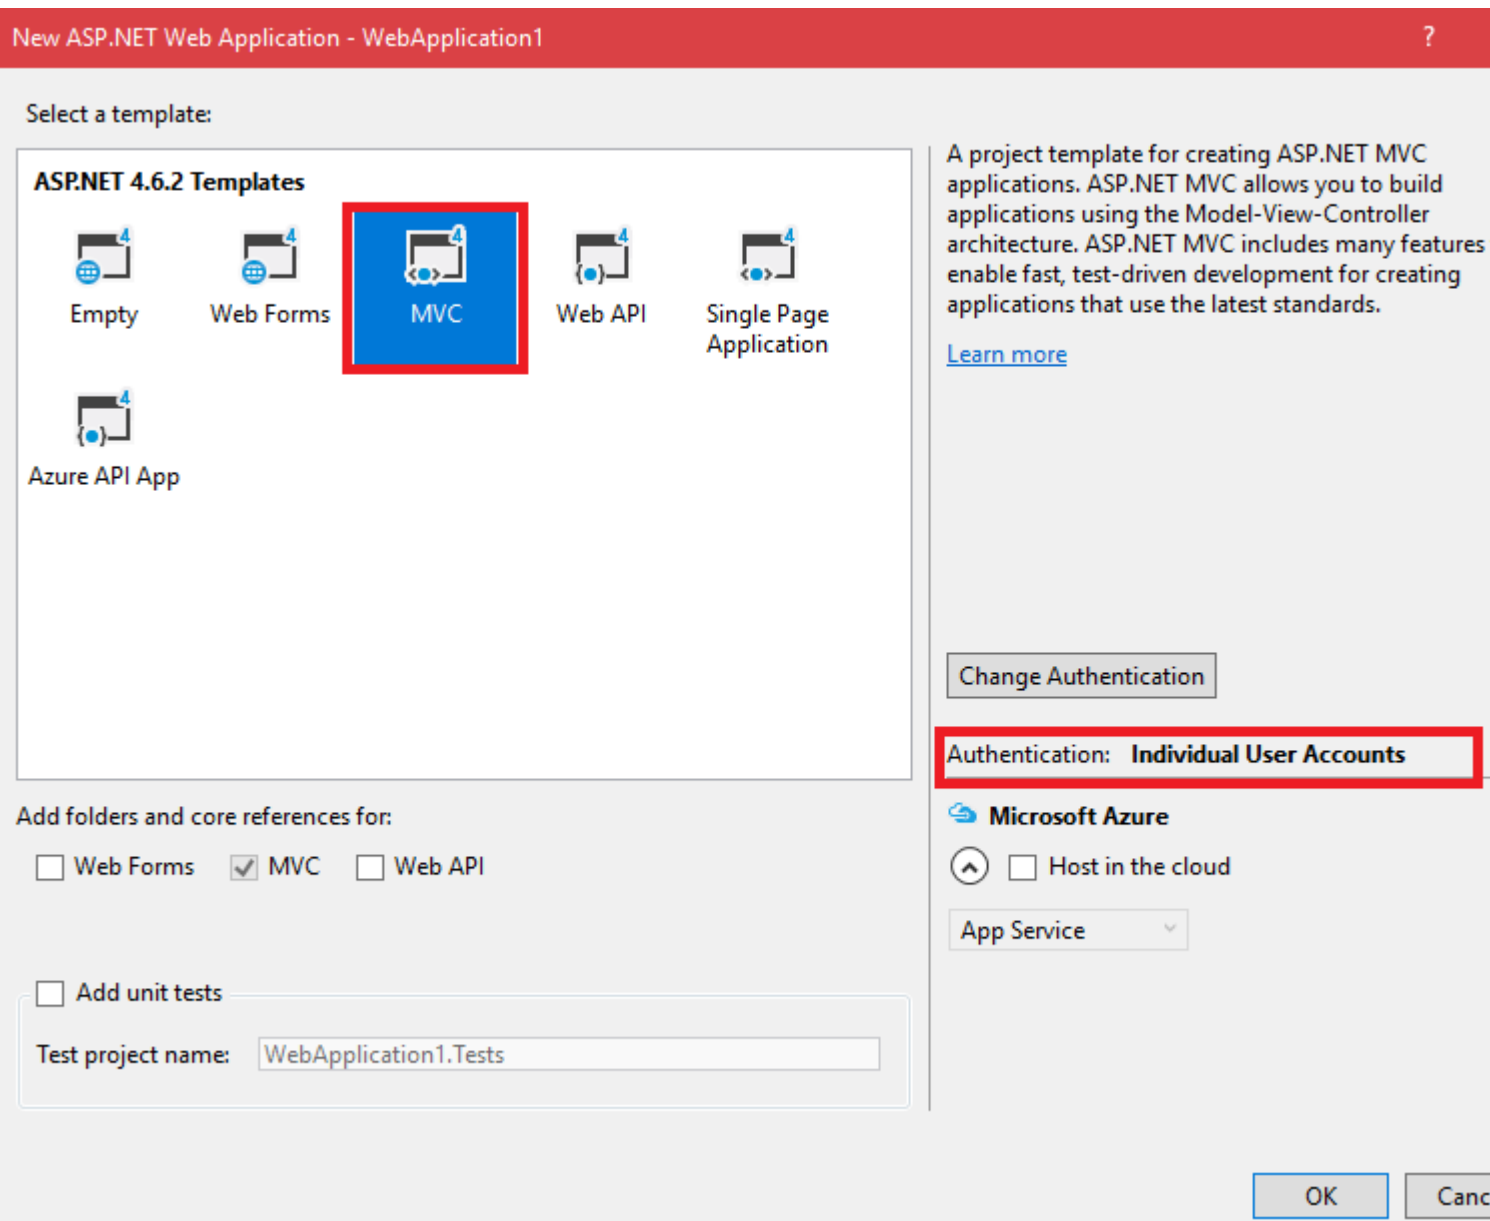 New ASP.NET Web Application - WebApplication1 ?
Select a template:
ASP.NET 4.6.2 Templates
Empty
Web Forms
MVC
Web API
Single Page
Application
Azure API App
A project template for creating ASP.NET MVC
applications. ASP.NET MVC allows you to build
applications using the Model-View-Controller
architecture. ASP.NET MVC includes many features
enable fast, test-driven development for creating
applications that use the latest standards.
Learn more
Change Authentication
Authentication: Individual User Accounts
Microsoft Azure
Host in the cloud
App Service
Add folders and core references for:
Web Forms MVC Web API
Add unit tests
Test project name: WebApplication1.Tests
OK Canc